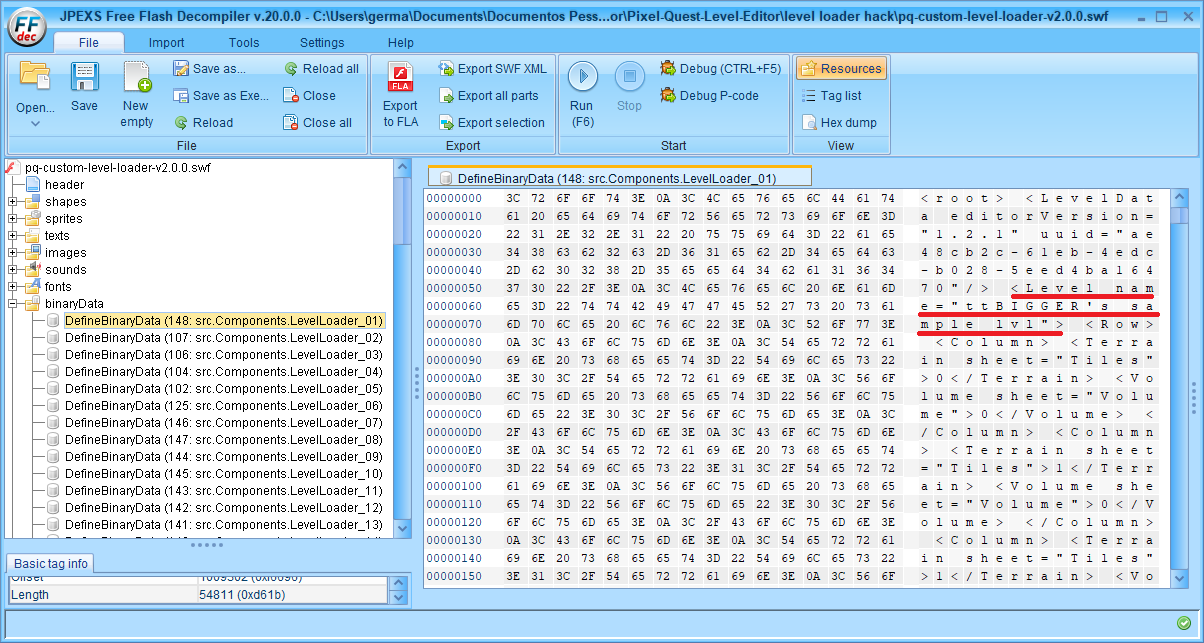 JPEXS Free Flash Decompiler v.20.0.0 - C:\Users\germa\Documents\Documentos Pess...or\Pixel-Quest-Level-Editor\level loader hack\pq-custom-level-loader-v2.0.0.swf
FF dec
File Import Tools Settings Help
Open... Save New empty
Save as... Reload all
Save as Exe... Close
Reload Close all
File
Export to FLA
Export SWF XML
Export all parts
Export selection
Export
Run (F6)
Stop
Debug (CTRL+F5)
Debug P-code
Start
Resources
Tag list
Hex dump
View
pq-custom-level-loader-v2.0.0.swf
header
shapes
sprites
texts
images
sounds
fonts
binaryData
DefineBinaryData (148: src.Components.LevelLoader_01)
DefineBinaryData (107: src.Components.LevelLoader_02)
DefineBinaryData (106: src.Components.LevelLoader_03)
DefineBinaryData (104: src.Components.LevelLoader_04)
DefineBinaryData (102: src.Components.LevelLoader_05)
DefineBinaryData (125: src.Components.LevelLoader_06)
DefineBinaryData (146: src.Components.LevelLoader_07)
DefineBinaryData (147: src.Components.LevelLoader_08)
DefineBinaryData (144: src.Components.LevelLoader_09)
DefineBinaryData (145: src.Components.LevelLoader_10)
DefineBinaryData (143: src.Components.LevelLoader_11)
DefineBinaryData (142: src.Components.LevelLoader_12)
DefineBinaryData (141: src.Components.LevelLoader_13)
Basic tag info
Length 54811 (0xd61b)
DefineBinaryData (148: src.Components.LevelLoader_01)
00000000 3C 72 6F 6F 74 3E 0A 3C 4C 65 76 65 6C 44 61 74 <root> <LevelDat
00000010 61 20 65 64 69 74 6F 72 56 65 72 73 69 6F 6E 3D a editorVersion=
00000020 22 31 2E 32 2E 31 22 20 75 75 69 64 3D 22 61 65 "1.2.1" uuid="ae
00000030 34 38 63 62 32 63 2D 36 31 65 62 2D 34 65 64 63 48cb2c-61eb-4edc
00000040 2D 62 30 32 38 2D 35 65 65 64 34 62 61 31 36 34 -b028-5eed4ba164
00000050 37 30 22 2F 3E 0A 3C 4C 65 76 65 6C 20 6E 61 6D 70"/> <Level nam
00000060 65 3D 22 74 74 42 49 47 47 45 52 27 73 20 73 61 e="ttBIGGER's sa
00000070 6D 70 6C 65 20 6C 76 6C 22 3E 0A 3C 52 6F 77 3E mple lvl"> <Row>
00000080 0A 3C 43 6F 6C 75 6D 6E 3E 0A 3C 54 65 72 72 61 <Column> <Terra
00000090 69 6E 20 73 68 65 65 74 3D 22 54 69 6C 65 73 22 in sheet="Tiles"
000000A0 3E 30 3C 2F 54 65 72 72 61 69 6E 3E 0A 3C 56 6F >0</Terrain> <Vo
000000B0 6C 75 6D 65 20 73 68 65 65 74 3D 22 56 6F 6C 75 lume sheet="Volu
000000C0 6D 65 22 3E 30 3C 2F 56 6F 6C 75 6D 65 3E 0A 3C me">0</Volume> <
000000D0 2F 43 6F 6C 75 6D 6E 3E 0A 3C 43 6F 6C 75 6D 6E /Column> <Column
000000E0 3E 0A 3C 54 65 72 72 61 69 6E 20 73 68 65 65 74 > <Terrain sheet
000000F0 3D 22 54 69 6C 65 73 22 3E 31 3C 2F 54 65 72 72 ="Tiles">1</Terr
00000100 61 69 6E 3E 0A 3C 56 6F 6C 75 6D 65 20 73 68 65 ain> <Volume she
00000110 65 74 3D 22 56 6F 6C 75 6D 65 22 3E 30 3C 2F 56 et="Volume">0</V
00000120 6F 6C 75 6D 65 3E 0A 3C 2F 43 6F 6C 75 6D 6E 3E olume> </Column>
00000130 0A 3C 43 6F 6C 75 6D 6E 3E 0A 3C 54 65 72 72 61 <Column> <Terra
00000140 69 6E 20 73 68 65 65 74 3D 22 54 69 6C 65 73 22 in sheet="Tiles"
00000150 3E 31 3C 2F 54 65 72 72 61 69 6E 3E 0A 3C 56 6F >1</Terrain> <Vo